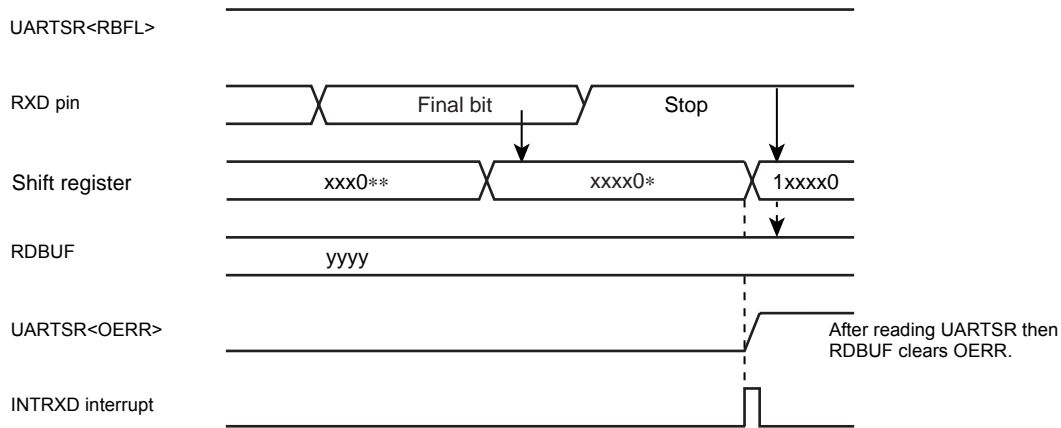 UARTSR<RBFL>
RXD pin
Final bit
Stop
Shift register
xxx0**
xxxx0*
1xxxx0
RDBUF
yyyy
UARTSR<OERR>
After reading UARTSR then
RDBUF clears OERR.
INTRXD interrupt